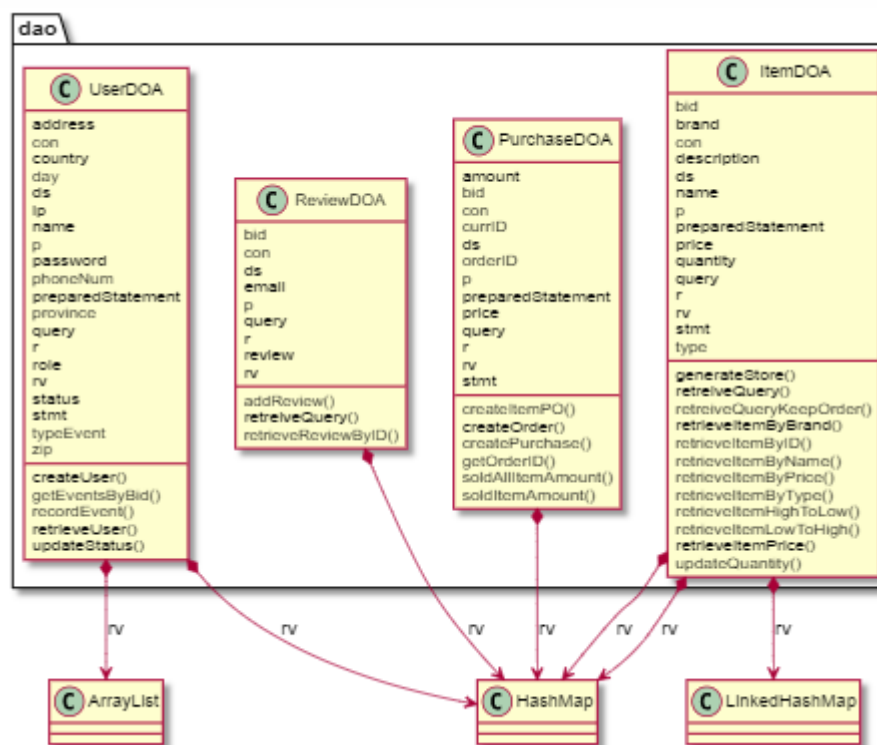 dao
UserDOA
address
con
country
day
ds
ip
name
p
password
phoneNum
preparedStatement
province
query
r
role
rv
status
stmt
typeEvent
zip
createUser()
getEventsByBid()
recordEvent()
retrieveUser()
updateStatus()
ReviewDOA
bid
con
ds
email
p
query
r
review
rv
addReview()
retreiveQuery()
retrieveReviewByID()
PurchaseDOA
amount
bid
con
currID
ds
orderID
p
preparedStatement
price
query
r
rv
stmt
createItemPO()
createOrder()
createPurchase()
getOrderID()
soldAllItemAmount()
soldItemAmount()
ItemDOA
bid
brand
con
description
ds
name
p
preparedStatement
price
quantity
query
r
rv
stmt
type
generateStore()
retreiveQuery()
retreiveQueryKeepOrder()
retrieveItemByBrand()
retrieveItemByID()
retrieveItemByName()
retrieveItemByPrice()
retrieveItemByType()
retrieveItemHighToLow()
retrieveItemLowToHigh()
retrieveItemPrice()
updateQuantity()
rv
rv
rv
rv
rv
rv
rv
C ArrayList
C HashMap
C LinkedHashMap